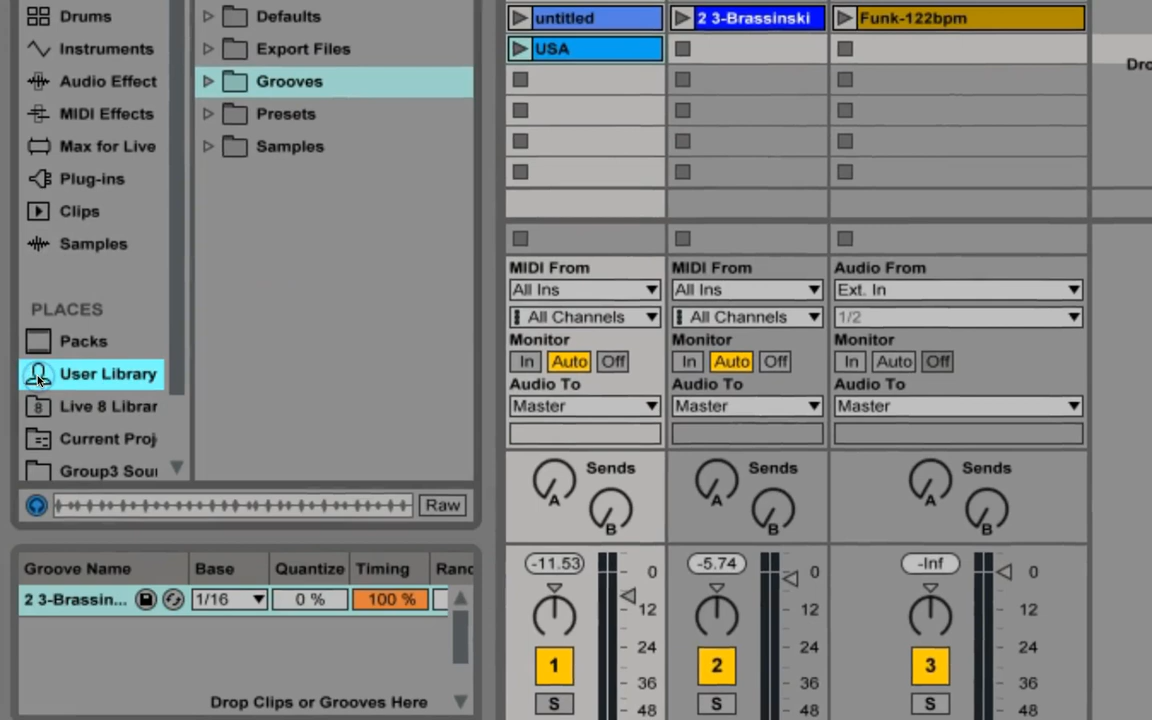 Drums
Instruments
Audio Effect
MIDI Effects
Max for Live
Plug-ins
Clips
Samples
PLACES
Packs
User Library
Live 8 Librar
Current Proj
Group3 Sou
Defaults
Export Files
Grooves
Presets
Samples
Raw
Groove Name Base Quantize Timing Rand
2 3-Brassin... 1/16 0 % 100 %
Drop Clips or Grooves Here
untitled 2 3-Brassinski Funk-122bpm
USA
Dro
MIDI From MIDI From Audio From
All Ins All Ins Ext. In
All Channels All Channels 1/2
Monitor Monitor Monitor
In Auto Off In Auto Off In Auto Off
Audio To Audio To Audio To
Master Master Master
Sends Sends Sends
A B A B A B
-11.53 0 -5.74 0 -Inf 0
12 12 12
24 24 24
1 36 2 36 3 36
S 48 S 48 S 48